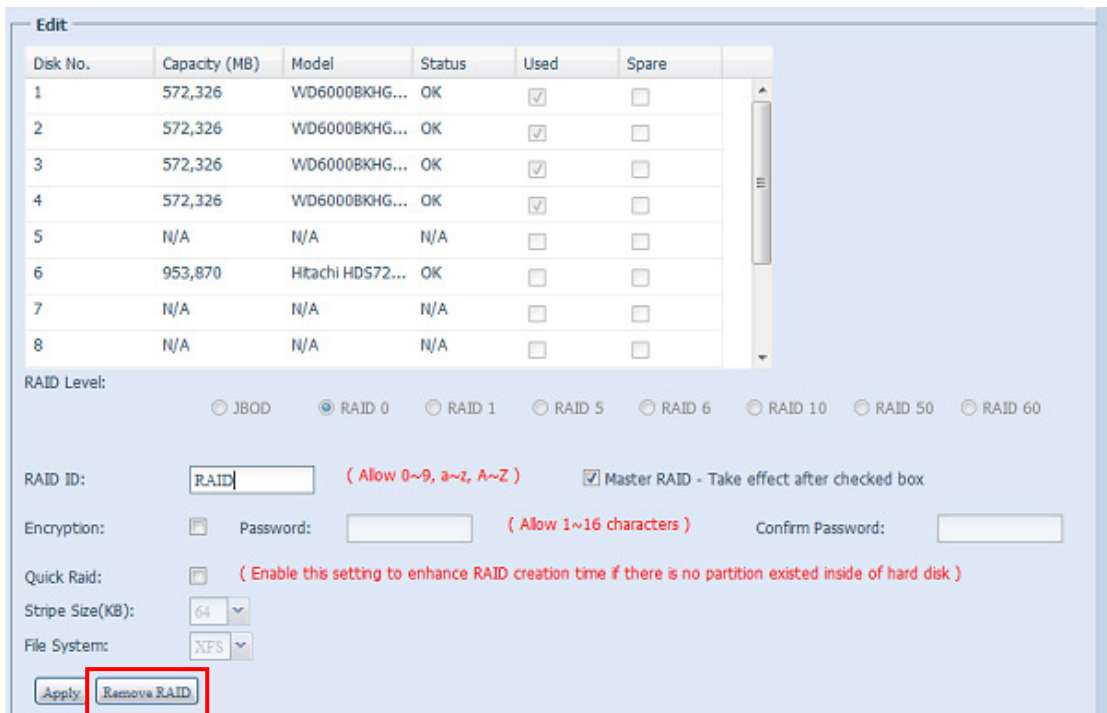 Edit
Disk No. Capacity (MB) Model Status Used Spare
1 572,326 WD6000BKHG... OK
2 572,326 WD6000BKHG... OK
3 572,326 WD6000BKHG... OK
4 572,326 WD6000BKHG... OK
5 N/A N/A N/A
6 953,870 Hitachi HDS72... OK
7 N/A N/A N/A
8 N/A N/A N/A
RAID Level:
JBOD RAID 0 RAID 1 RAID 5 RAID 6 RAID 10 RAID 50 RAID 60
RAID ID: RAID ( Allow 0~9, a~z, A~Z ) Master RAID - Take effect after checked box
Encryption: Password: ( Allow 1~16 characters ) Confirm Password:
Quick Raid: ( Enable this setting to enhance RAID creation time if there is no partition existed inside of hard disk )
Stripe Size(KB): 64
File System: XFS
Apply Remove RAID